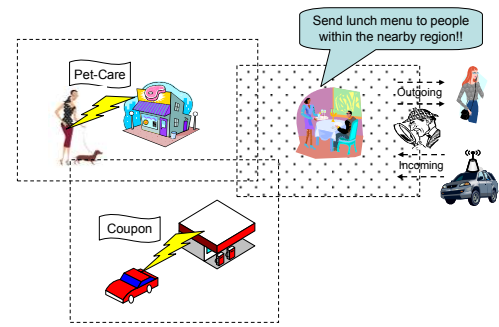 Send lunch menu to people
within the nearby region!!
Pet-Care
Outgoing
Incoming
Coupon